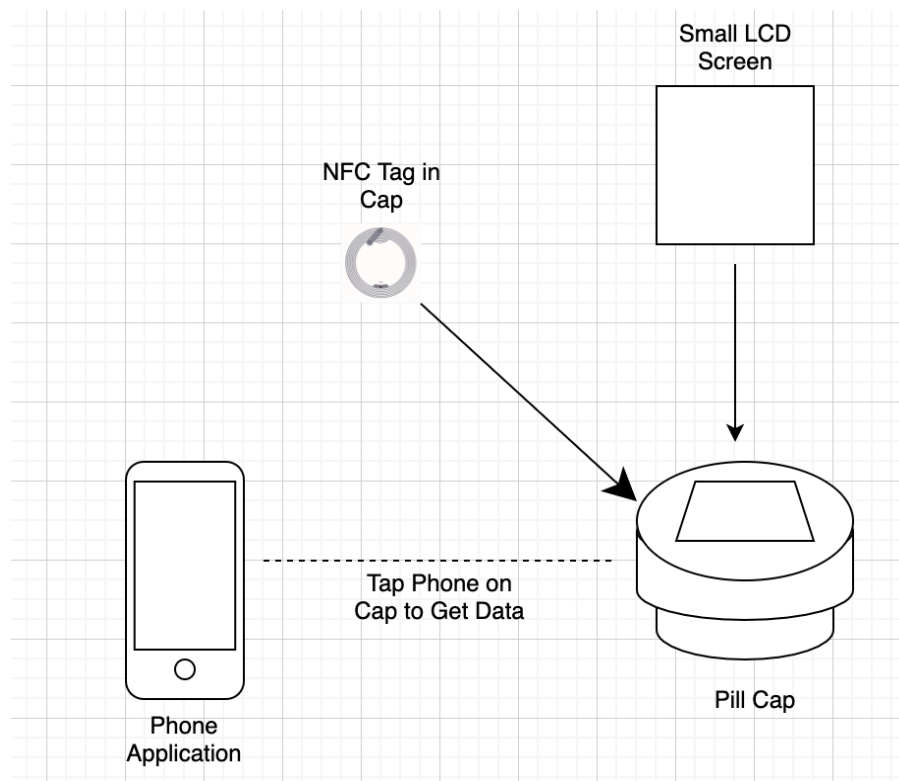 Small LCD
Screen
NFC Tag in
Cap
Tap Phone on
Cap to Get Data
Pill Cap
Phone
Application